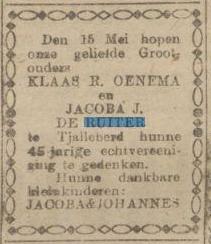 Den 15 Mei hopen
onze geliefde Groot-
ouders
KLAAS R. OENEMA
en
JACOBA J.
DE RUITER
te Tjalleberd hunne
45-jarige echtvereeni-
ging te gedenken.
Hunne dankbare
kleinkinderen:
JACOBA & JOHANNES